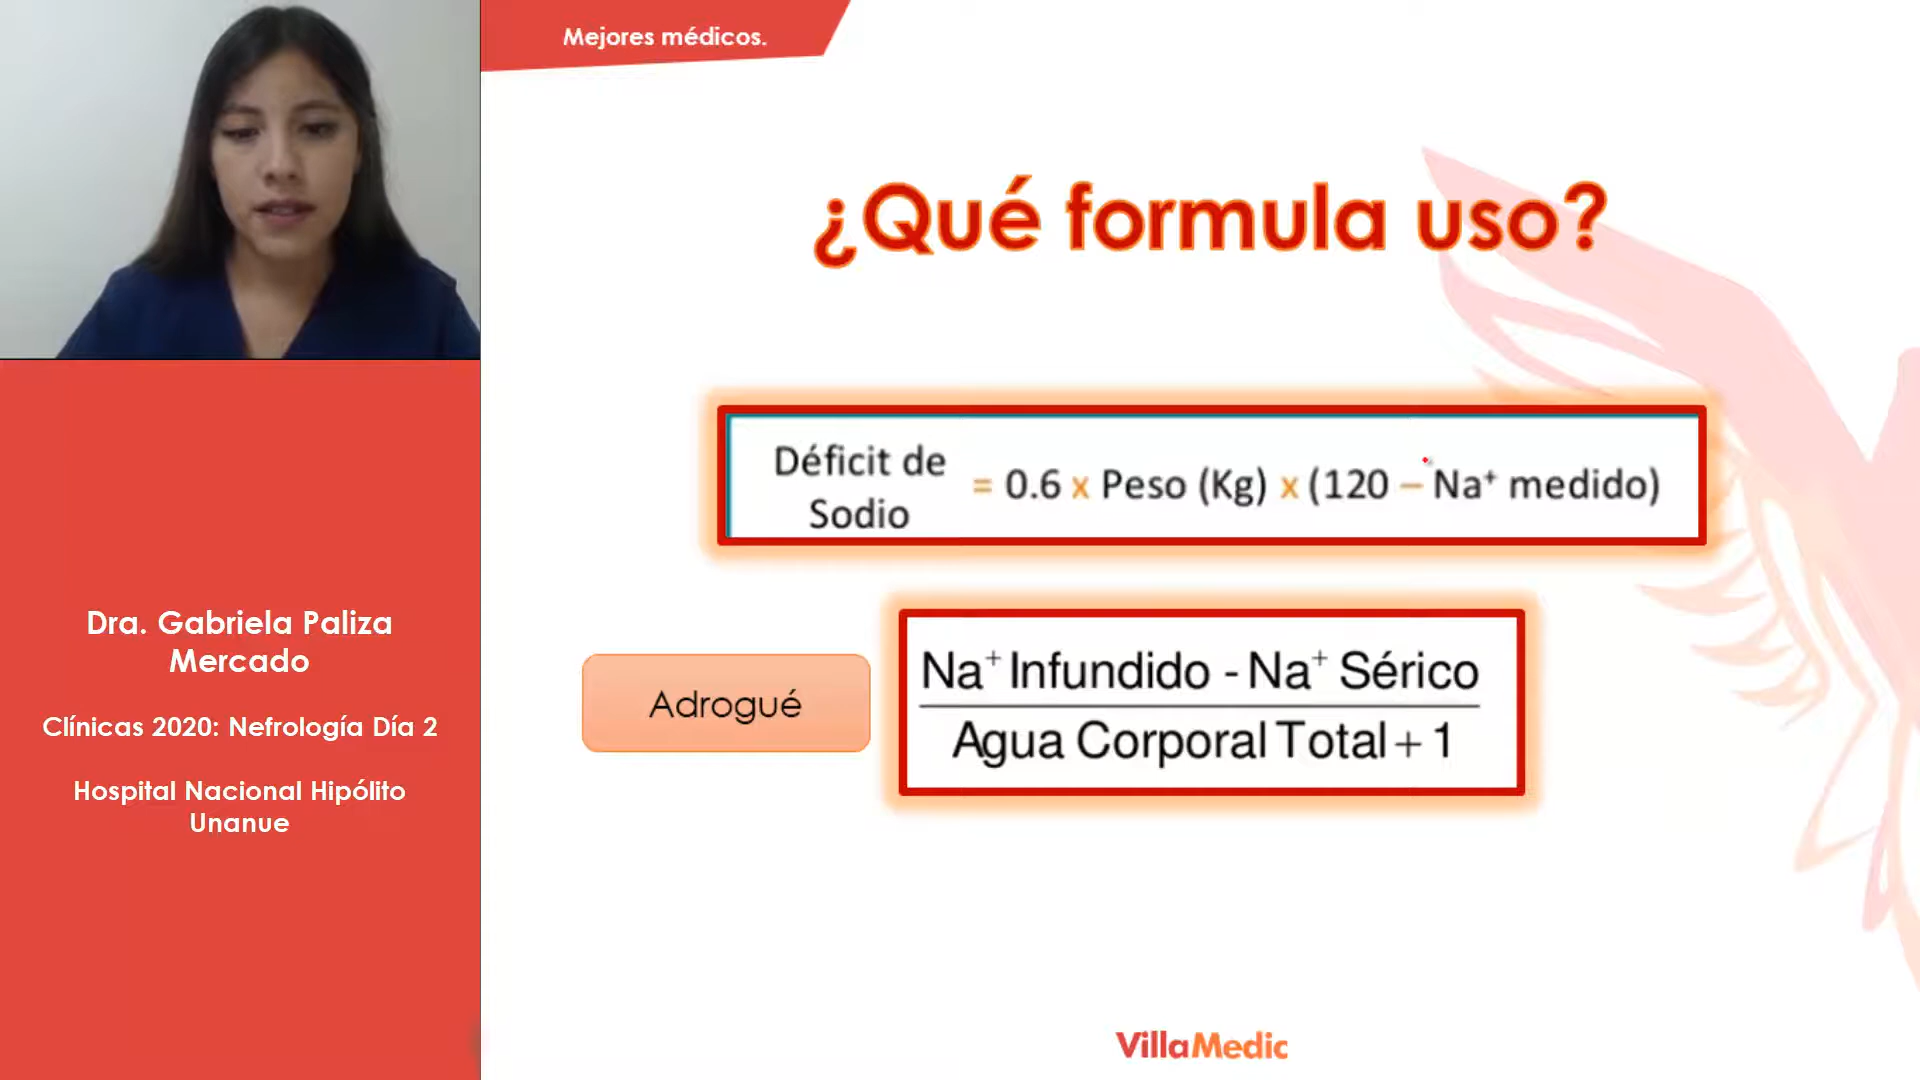 Mejores médicos.
¿Qué formula uso?
Déficit de
Sodio
= 0.6 x Peso (Kg) x (120 – Na⁺ medido)
Adrogué
Na⁺ Infundido - Na⁺ Sérico
Agua Corporal Total + 1
Dra. Gabriela Paliza
Mercado
Clínicas 2020: Nefrología Día 2
Hospital Nacional Hipólito
Unanue
VillaMedic